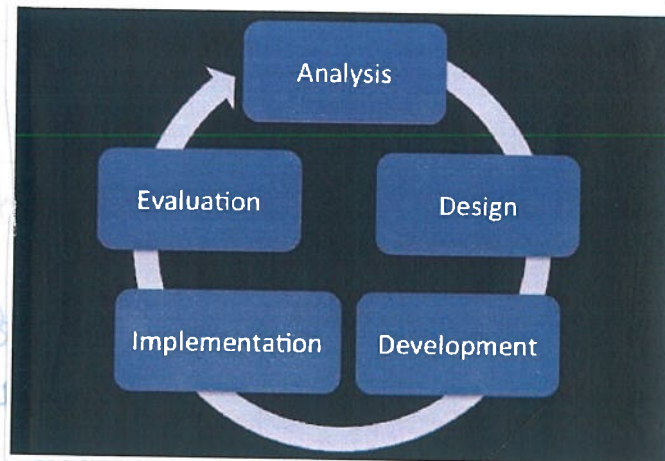 Analysis
Design
Development
Implementation
Evaluation